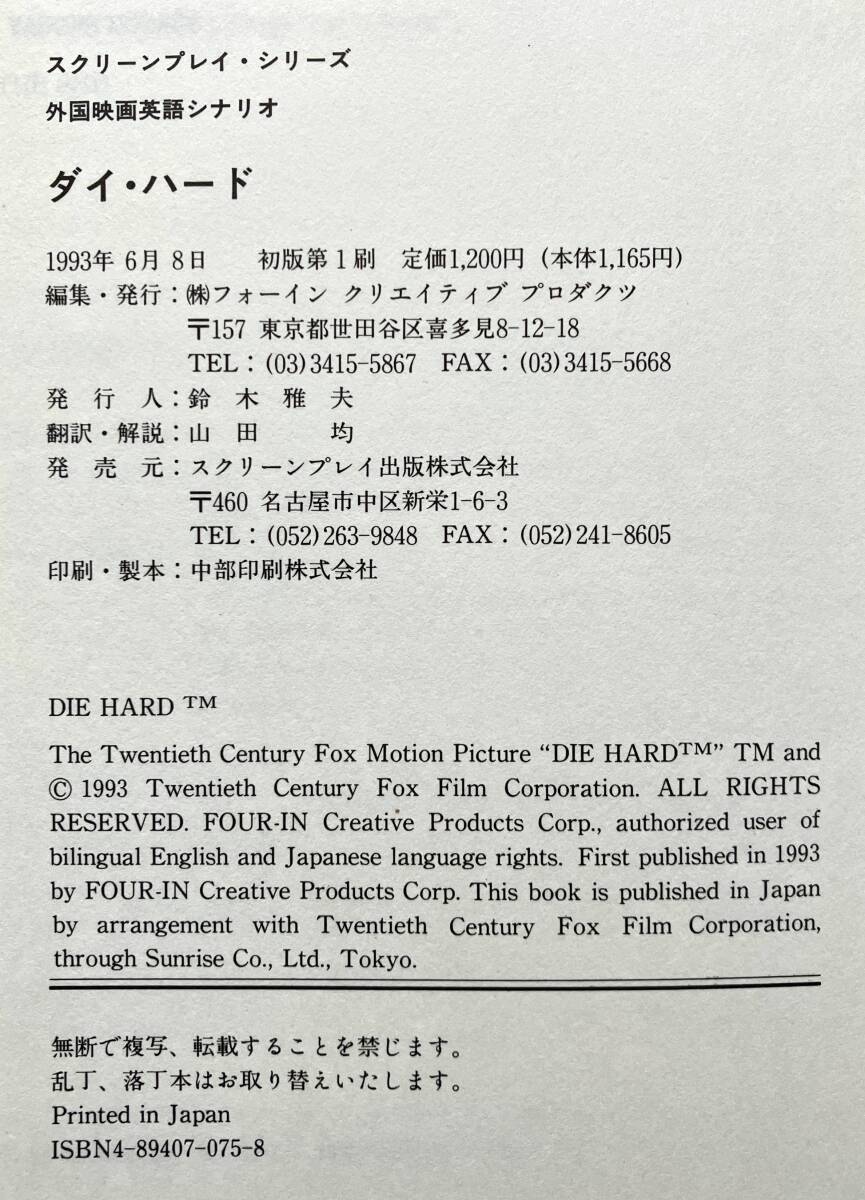 スクリーンプレイ・シリーズ
外国映画英語シナリオ
ダイ・ハード
1993年 6月 8日 初版第1刷 定価1,200円（本体1,165円）
編集・発行：㈱フォーイン クリエイティブ プロダクツ
〒157 東京都世田谷区喜多見8-12-18
TEL：(03)3415-5867 FAX：(03)3415-5668
発 行 人：鈴 木 雅 夫
翻訳・解説：山 田 均
発 売 元：スクリーンプレイ出版株式会社
〒460 名古屋市中区新栄1-6-3
TEL：(052)263-9848 FAX：(052)241-8605
印刷・製本：中部印刷株式会社
DIE HARD ™
The Twentieth Century Fox Motion Picture “DIE HARD™” TM and
© 1993 Twentieth Century Fox Film Corporation. ALL RIGHTS
RESERVED. FOUR-IN Creative Products Corp., authorized user of
bilingual English and Japanese language rights. First published in 1993
by FOUR-IN Creative Products Corp. This book is published in Japan
by arrangement with Twentieth Century Fox Film Corporation,
through Sunrise Co., Ltd., Tokyo.
無断で複写、転載することを禁じます。
乱丁、落丁本はお取り替えいたします。
Printed in Japan
ISBN4-89407-075-8